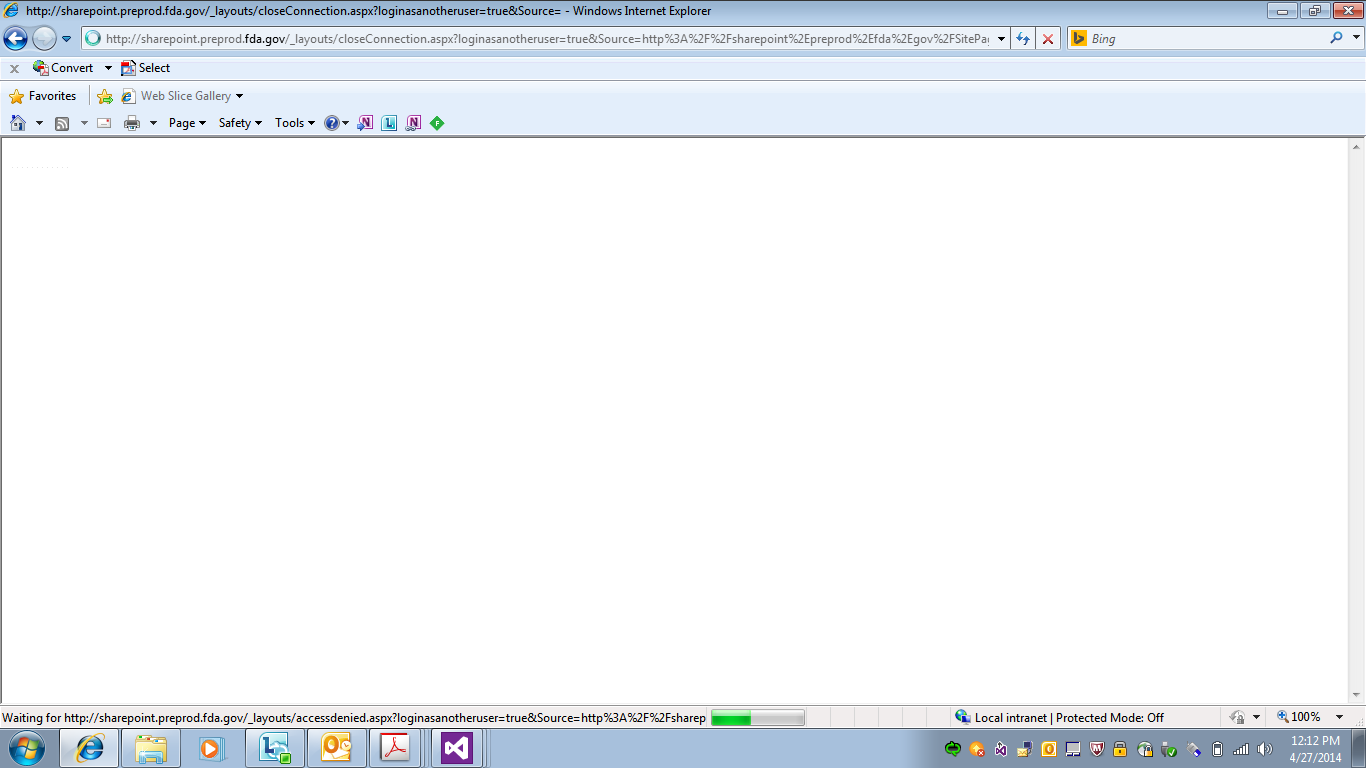 http://sharepoint.preprod.fda.gov/_layouts/closeConnection.aspx?loginasanotheruser=true&Source= - Windows Internet Explorer
http://sharepoint.preprod.fda.gov/_layouts/closeConnection.aspx?loginasanotheruser=true&Source=http%3A%2F%2Fsharepoint%2Epreprod%2Efda%2Egov%2FSitePag
Bing
x Convert Select
Favorites Web Slice Gallery
Page Safety Tools
Waiting for http://sharepoint.preprod.fda.gov/_layouts/accessdenied.aspx?loginasanotheruser=true&Source=http%3A%2F%2Fsharep
Local intranet | Protected Mode: Off
100%
12:12 PM
4/27/2014